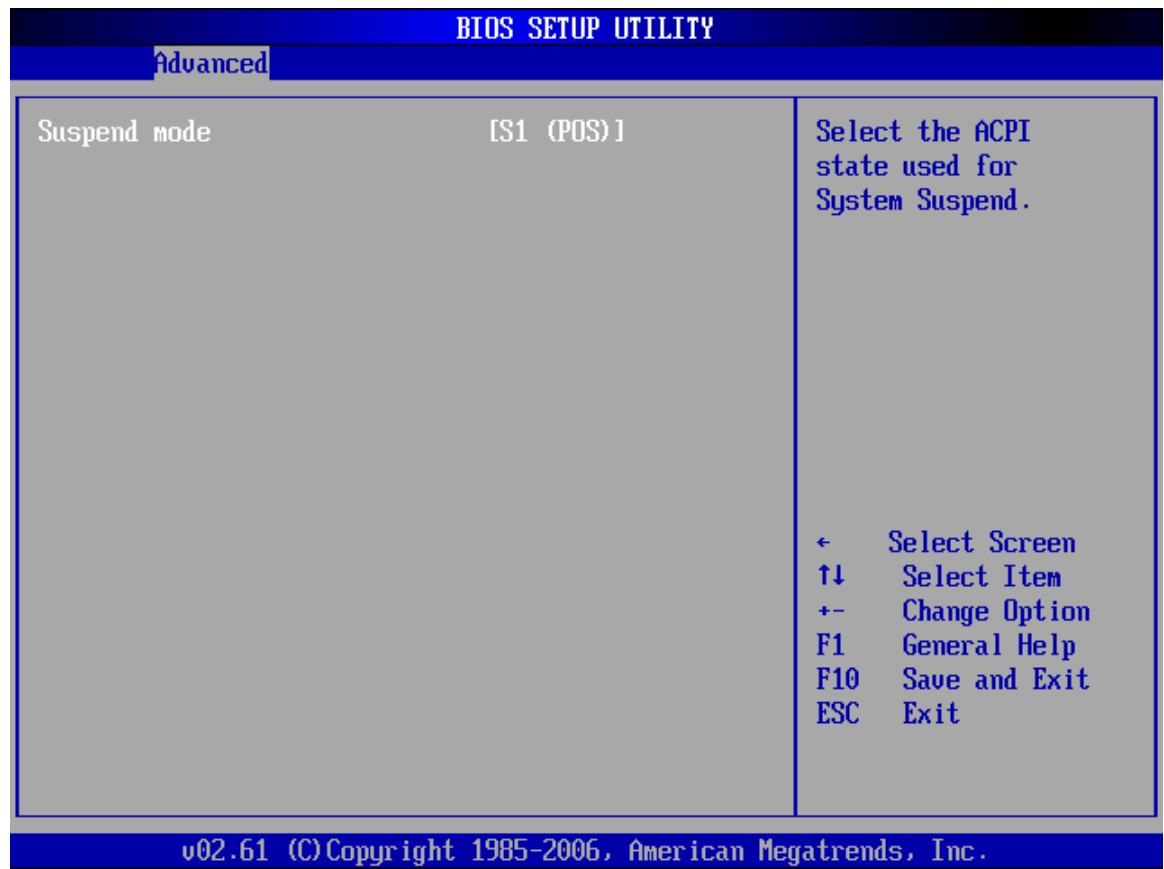 BIOS SETUP UTILITY
Advanced
Suspend mode [S1 (POS)]
Select the ACPI
state used for
System Suspend.
← Select Screen
↑↓ Select Item
+- Change Option
F1 General Help
F10 Save and Exit
ESC Exit
v02.61 (C)Copyright 1985-2006, American Megatrends, Inc.